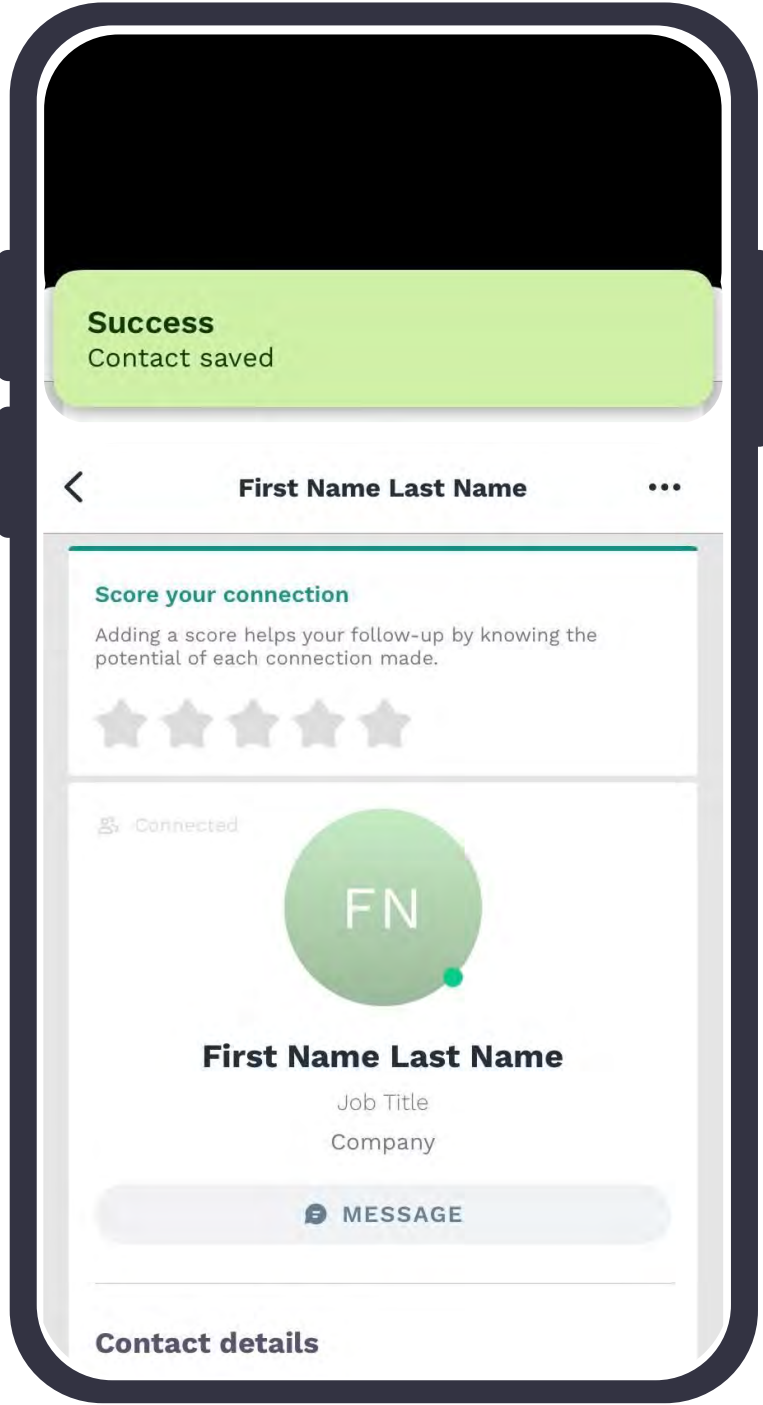 Success
Contact saved
First Name Last Name
Score your connection
Adding a score helps your follow-up by knowing the
potential of each connection made.
Connected
FN
First Name Last Name
Job Title
Company
MESSAGE
Contact details